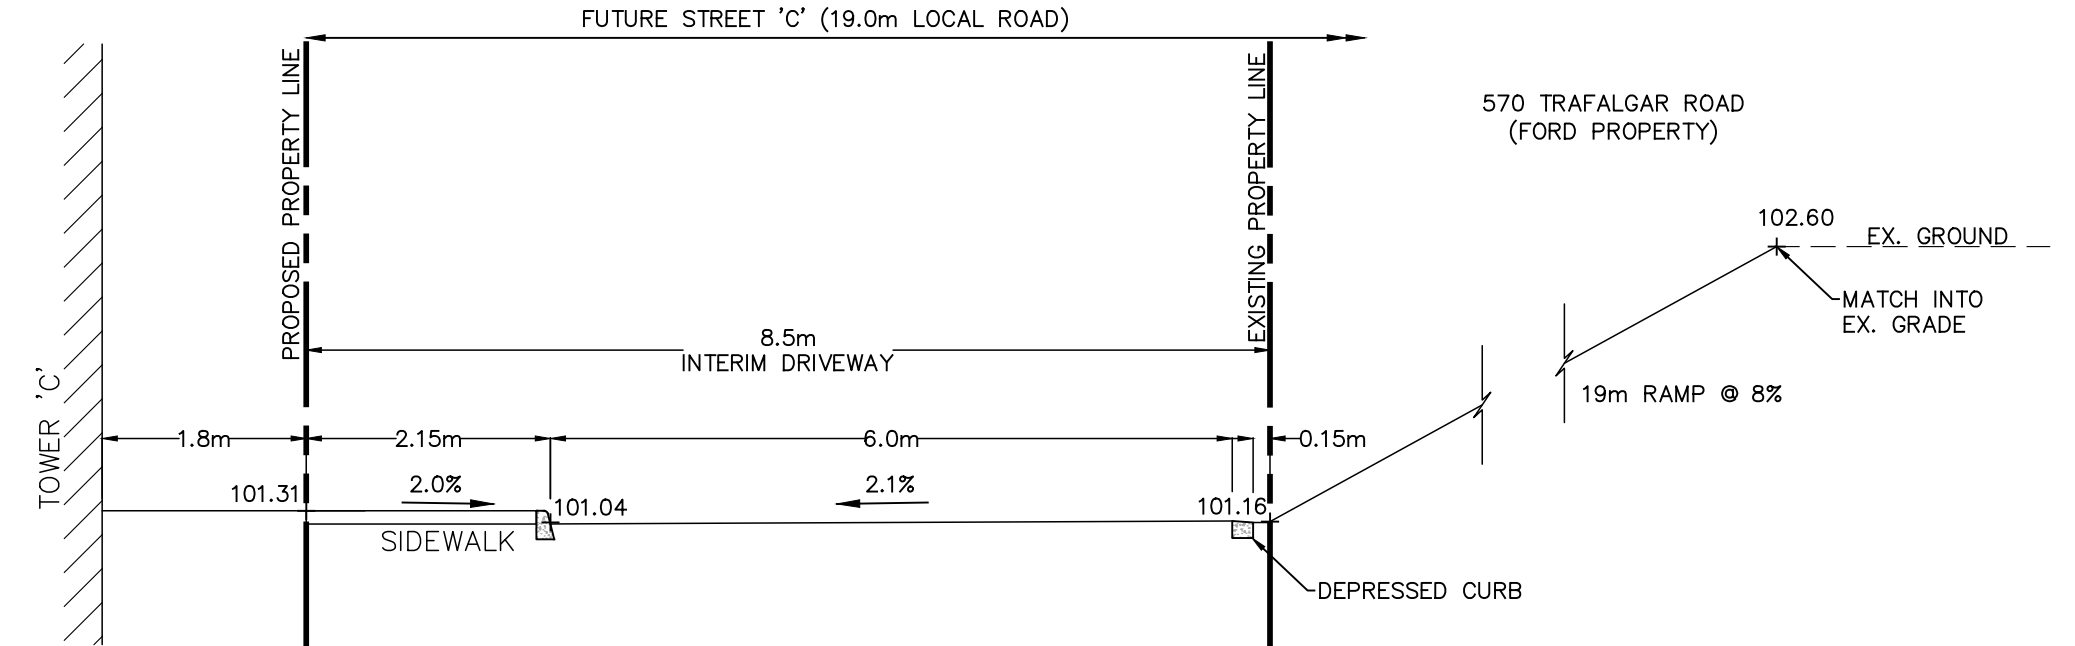 FUTURE STREET 'C' (19.0m LOCAL ROAD)
PROPOSED PROPERTY LINE
EXISTING PROPERTY LINE
570 TRAFALGAR ROAD
(FORD PROPERTY)
102.60
EX. GROUND
MATCH INTO
EX. GRADE
8.5m
INTERIM DRIVEWAY
19m RAMP @ 8%
TOWER 'C'
1.8m
2.15m
6.0m
0.15m
101.31
2.0%
101.04
2.1%
101.16
SIDEWALK
DEPRESSED CURB